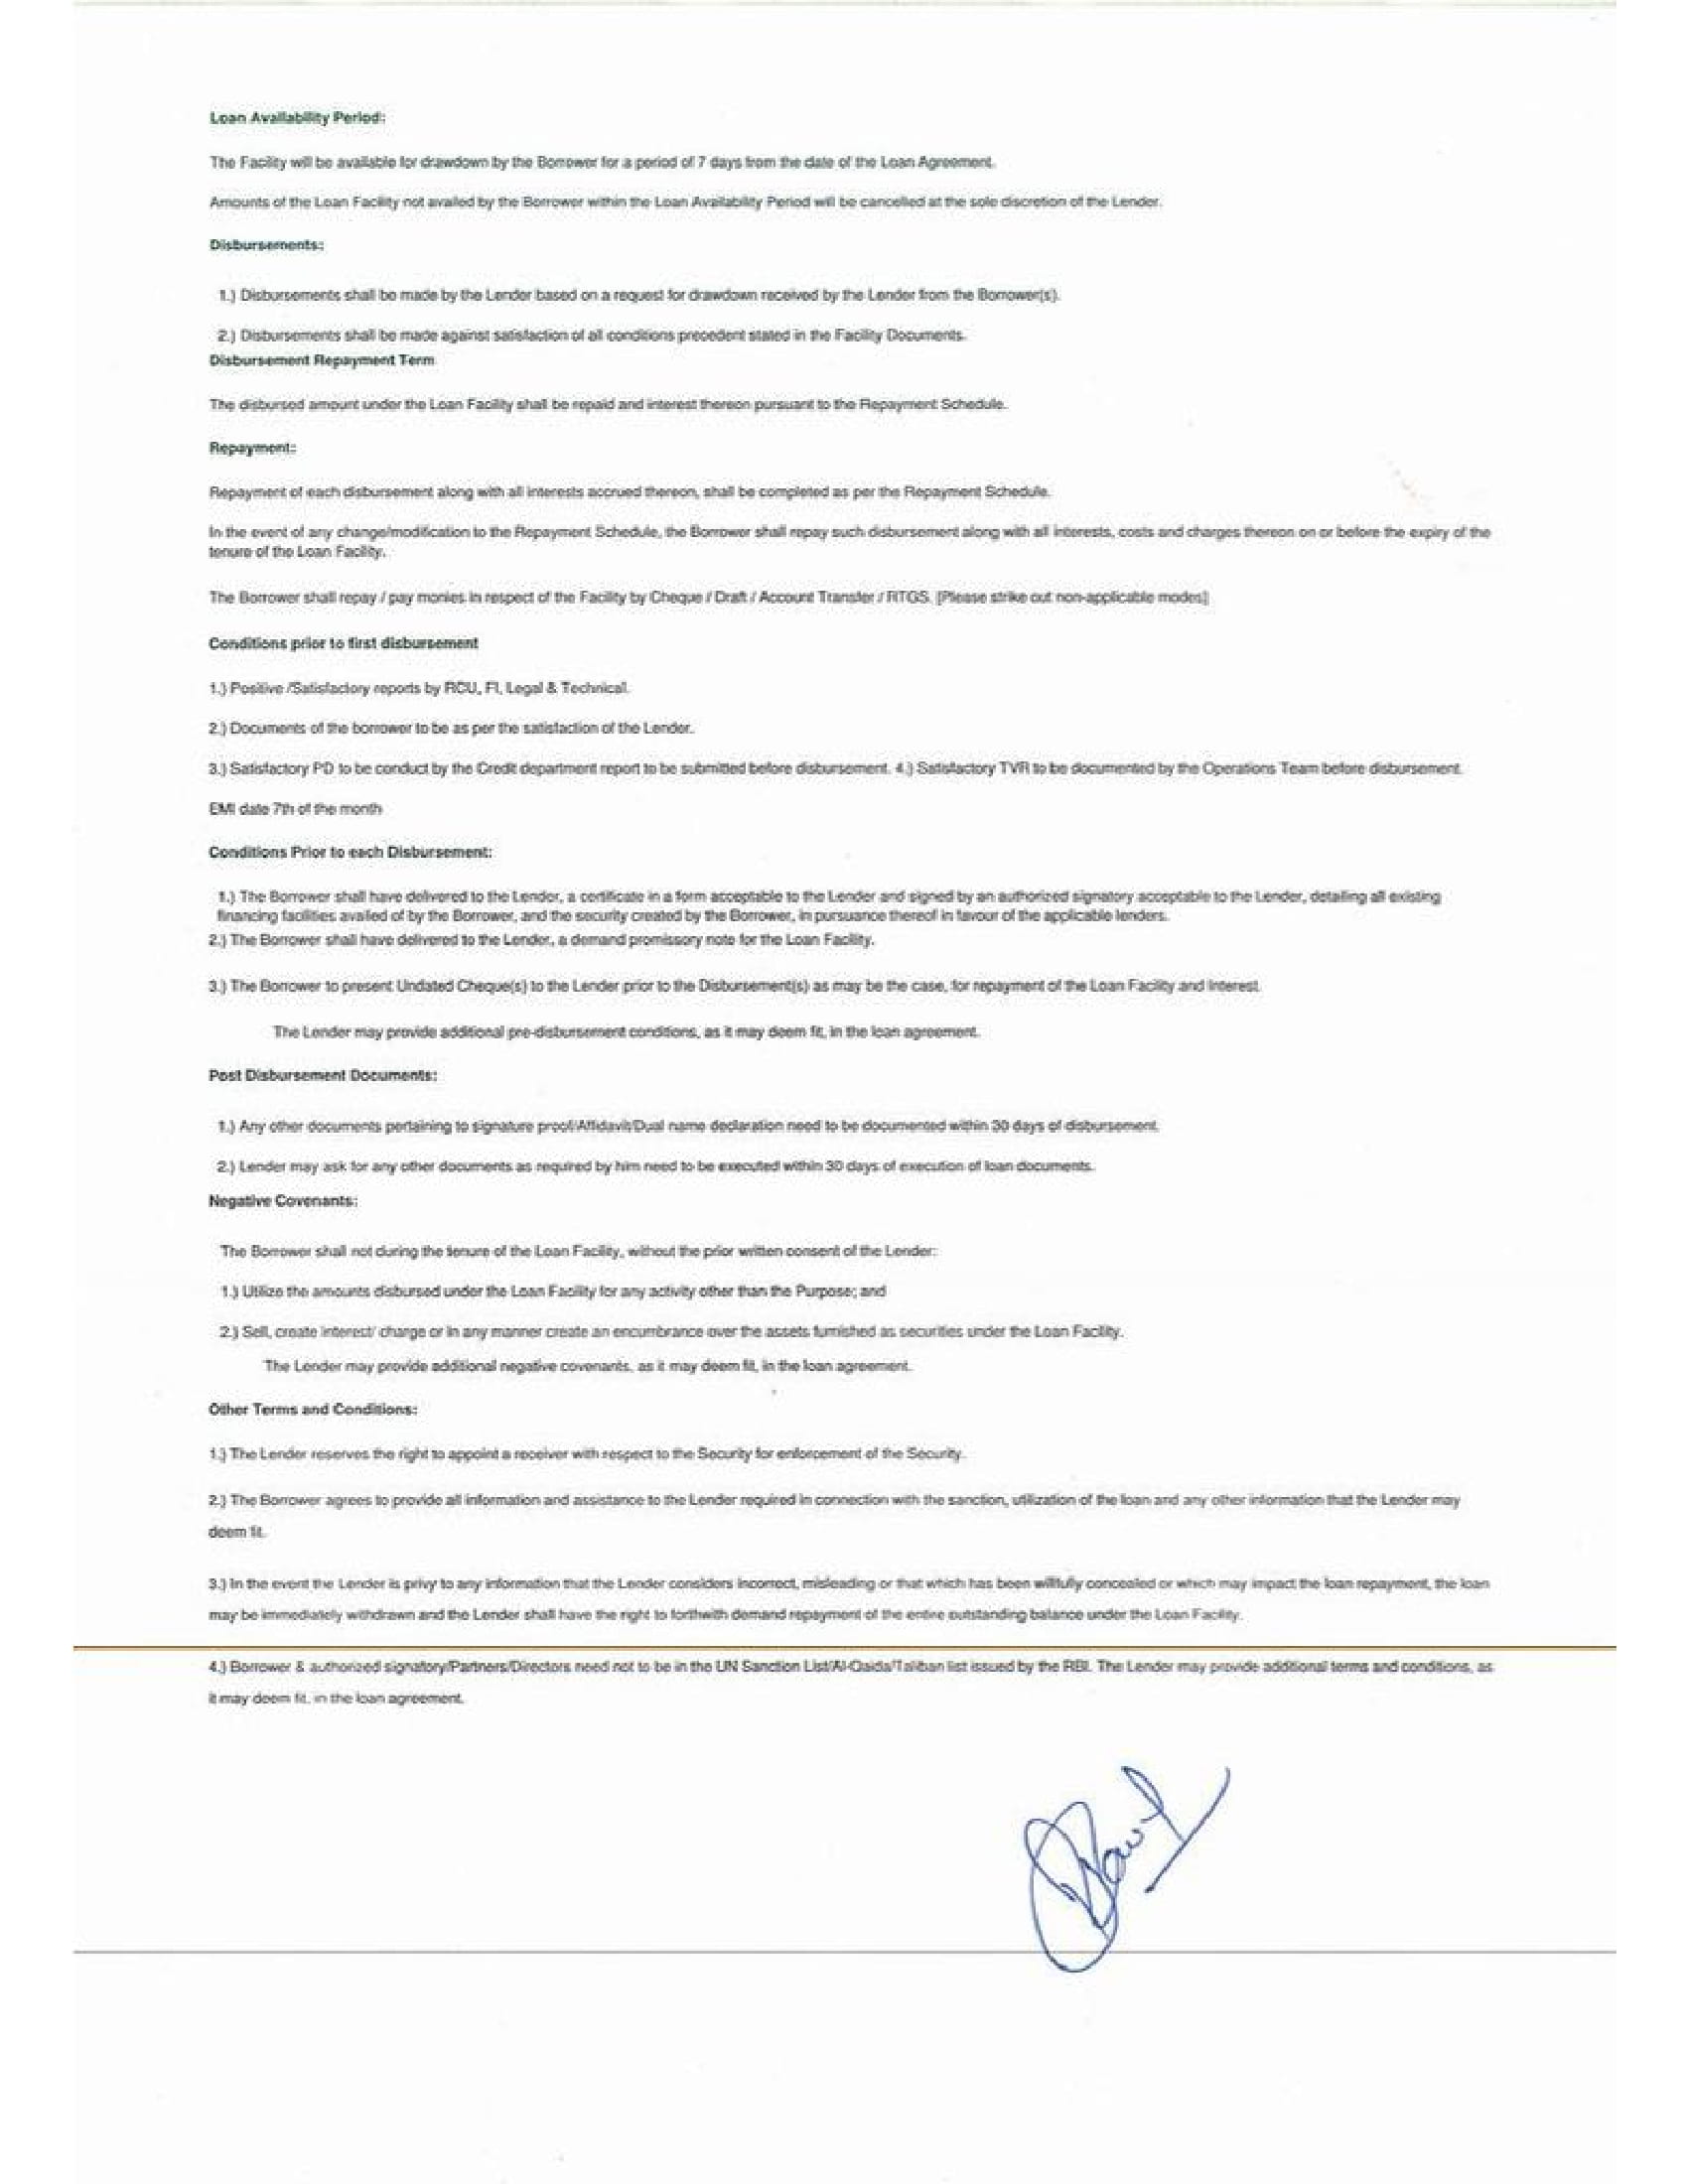 Loan Availability Period:
The Facility will be available for drawdown by the Borrower for a period of 7 days from the date of the Loan Agreement.
Amounts of the Loan Facility not availed by the Borrower within the Loan Availability Period will be cancelled at the sole discretion of the Lender.
Disbursements:
1.) Disbursements shall be made by the Lender based on a request for drawdown received by the Lender from the Borrower(s).
2.) Disbursements shall be made against satisfaction of all conditions precedent stated in the Facility Documents.
Disbursement Repayment Term
The disbursed amount under the Loan Facility shall be repaid and interest thereon pursuant to the Repayment Schedule.
Repayment:
Repayment of each disbursement along with all interests accrued thereon, shall be completed as per the Repayment Schedule.
In the event of any change/modification to the Repayment Schedule, the Borrower shall repay such disbursement along with all interests, costs and charges thereon on or before the expiry of the
tenure of the Loan Facility.
The Borrower shall repay / pay monies in respect of the Facility by Cheque / Draft / Account Transfer / RTGS. [Please strike out non-applicable modes]
Conditions prior to first disbursement
1.) Positive /Satisfactory reports by RCU, FI, Legal & Technical.
2.) Documents of the borrower to be as per the satisfaction of the Lender.
3.) Satisfactory PD to be conduct by the Credit department report to be submitted before disbursement. 4.) Satisfactory TVR to be documented by the Operations Team before disbursement.
EMI date 7th of the month
Conditions Prior to each Disbursement:
1.) The Borrower shall have delivered to the Lender, a certificate in a form acceptable to the Lender and signed by an authorized signatory acceptable to the Lender, detailing all existing
financing facilities availed of by the Borrower, and the security created by the Borrower, in pursuance thereof in favour of the applicable lenders.
2.) The Borrower shall have delivered to the Lender, a demand promissory note for the Loan Facility.
3.) The Borrower to present Undated Cheque(s) to the Lender prior to the Disbursement(s) as may be the case, for repayment of the Loan Facility and Interest.
The Lender may provide additional pre-disbursement conditions, as it may deem fit, in the loan agreement.
Post Disbursement Documents:
1.) Any other documents pertaining to signature proof/Affidavit/Dual name declaration need to be documented within 30 days of disbursement.
2.) Lender may ask for any other documents as required by him need to be executed within 30 days of execution of loan documents.
Negative Covenants:
The Borrower shall not during the tenure of the Loan Facility, without the prior written consent of the Lender:
1.) Utilize the amounts disbursed under the Loan Facility for any activity other than the Purpose; and
2.) Sell, create interest/ charge or in any manner create an encumbrance over the assets furnished as securities under the Loan Facility.
The Lender may provide additional negative covenants, as it may deem fit, in the loan agreement.
Other Terms and Conditions:
1.) The Lender reserves the right to appoint a receiver with respect to the Security for enforcement of the Security.
2.) The Borrower agrees to provide all information and assistance to the Lender required in connection with the sanction, utilization of the loan and any other information that the Lender may
deem fit.
3.) In the event the Lender is privy to any information that the Lender considers incorrect, misleading or that which has been willfully concealed or which may impact the loan repayment, the loan
may be immediately withdrawn and the Lender shall have the right to forthwith demand repayment of the entire outstanding balance under the Loan Facility.
4.) Borrower & authorized signatory/Partners/Directors need not to be in the UN Sanction List/Al-Qaida/Taliban list issued by the RBI. The Lender may provide additional terms and conditions, as
it may deem fit, in the loan agreement.